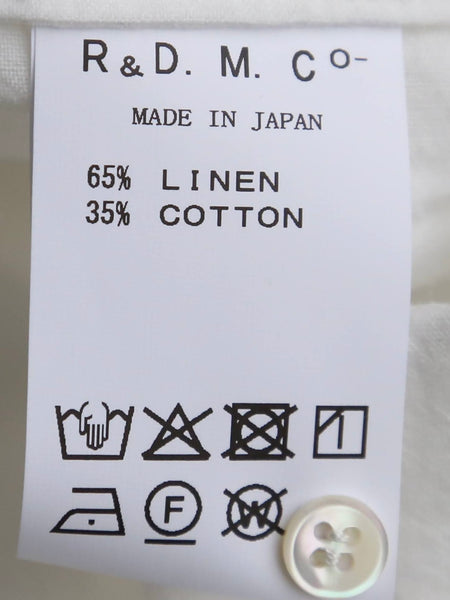 R & D. M. Co-
MADE IN JAPAN
65% LINEN
35% COTTON
F
W